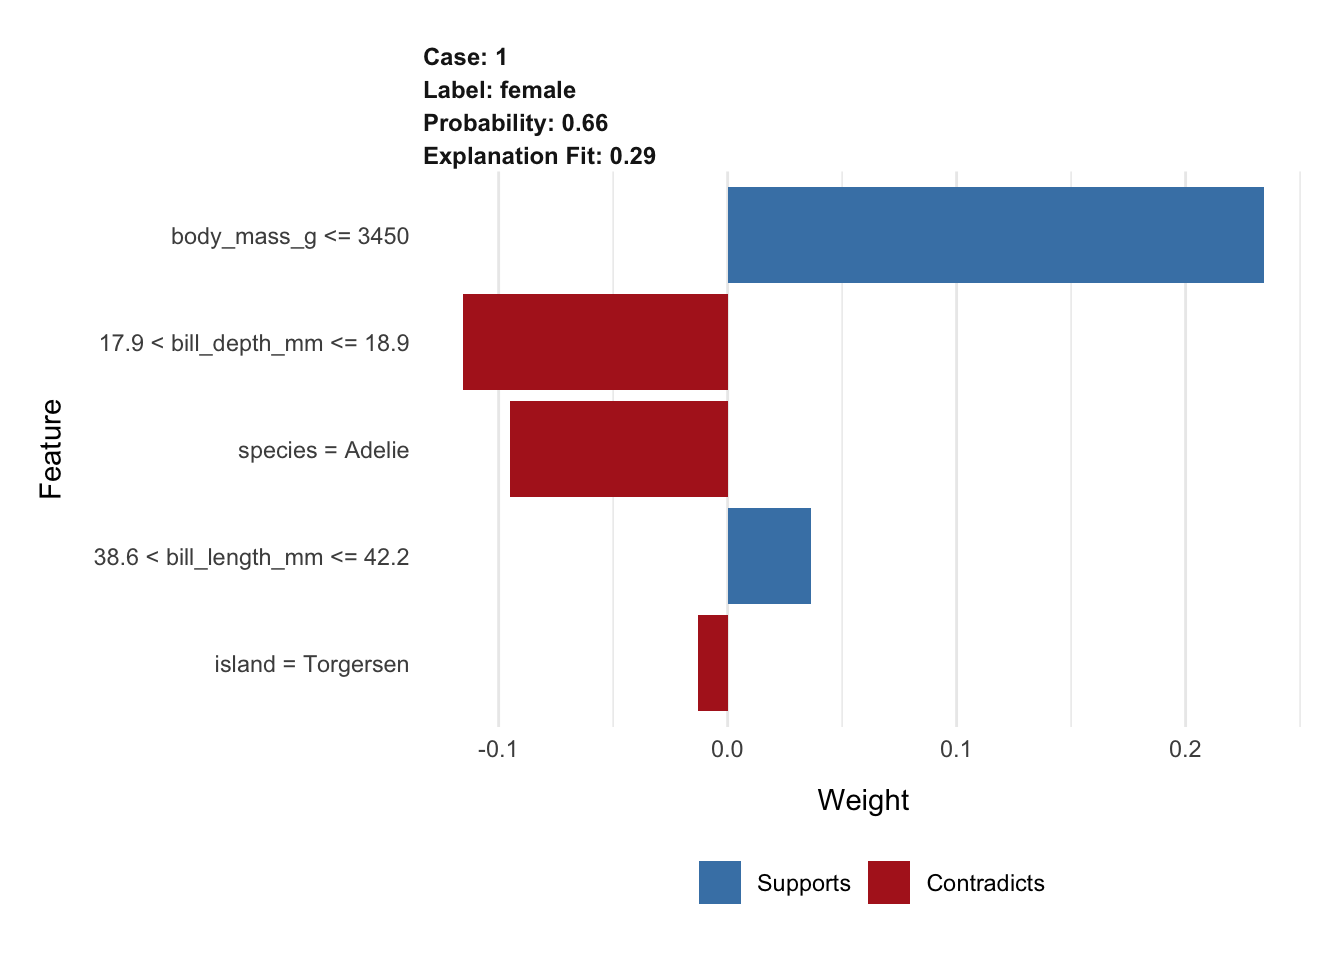 Case: 1
Label: female
Probability: 0.66
Explanation Fit: 0.29
body_mass_g <= 3450
17.9 < bill_depth_mm <= 18.9
species = Adelie
38.6 < bill_length_mm <= 42.2
island = Torgersen
Feature
-0.1 0.0 0.1 0.2
Weight
Supports Contradicts